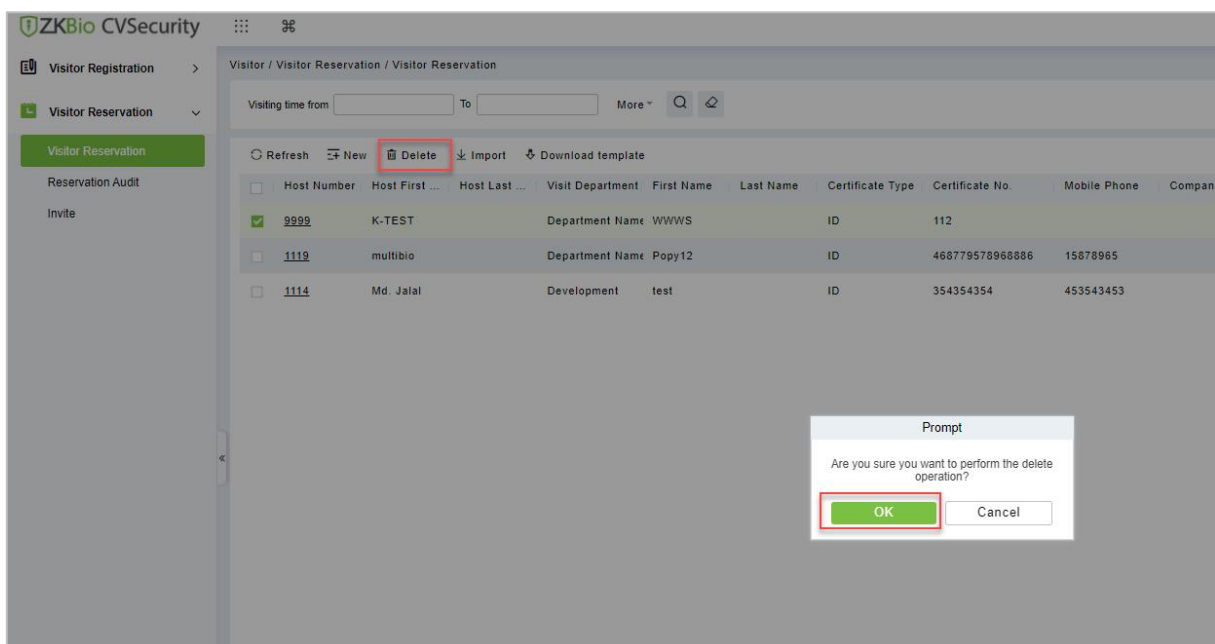 ZKBio CVSecurity
Visitor Registration
Visitor Reservation
Visitor Reservation
Reservation Audit
Invite
Visitor / Visitor Reservation / Visitor Reservation
Visiting time from To More
Refresh New Delete Import Download template
Host Number Host First ... Host Last ... Visit Department First Name Last Name Certificate Type Certificate No. Mobile Phone Compan
9999 K-TEST Department Name WWWS ID 112
1119 multibio Department Name Popy12 ID 468779578968886 15878965
1114 Md. Jalal Development test ID 354354354 453543453
Prompt
Are you sure you want to perform the delete
operation?
OK Cancel